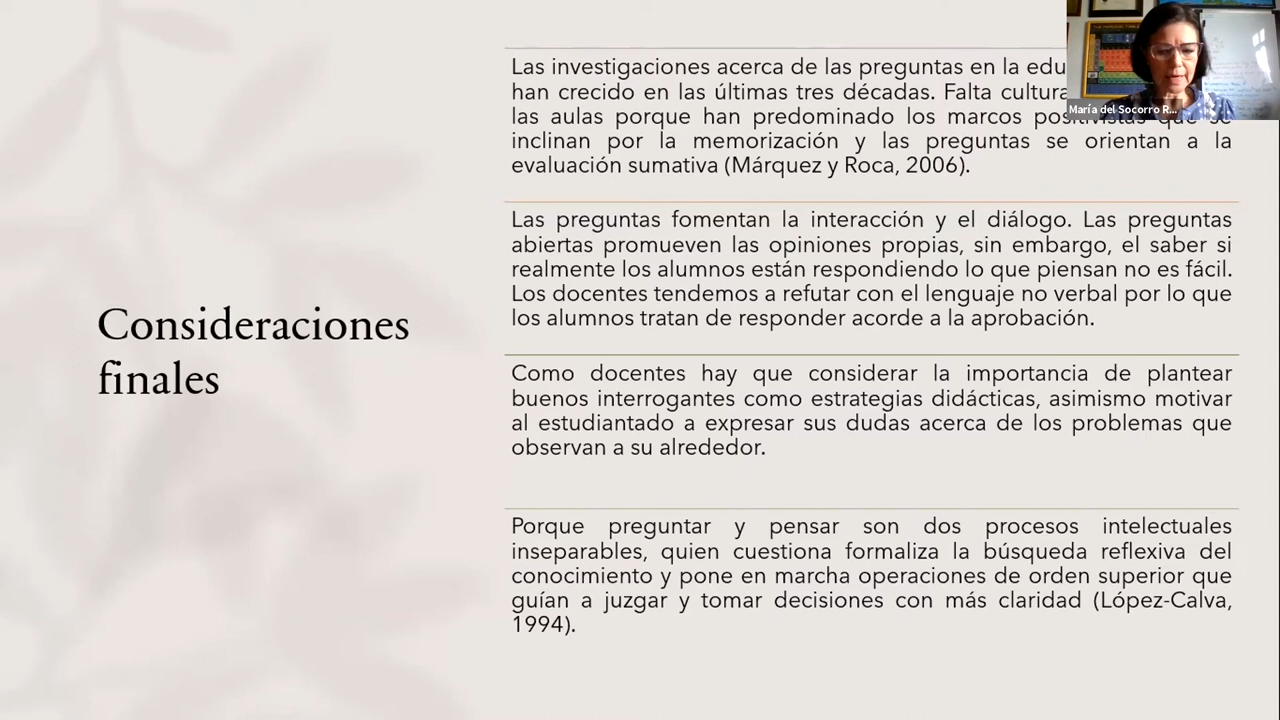 Consideraciones
finales
Las investigaciones acerca de las preguntas en la
han crecido en las últimas tres décadas. Falta
las aulas porque han predominado los marcos positivistas que se
inclinan por la memorización y las preguntas se orientan a la
evaluación sumativa (Márquez y Roca, 2006).
Las preguntas fomentan la interacción y el diálogo. Las preguntas
abiertas promueven las opiniones propias, sin embargo, el saber si
realmente los alumnos están respondiendo lo que piensan no es fácil.
Los docentes tendemos a refutar con el lenguaje no verbal por lo que
los alumnos tratan de responder acorde a la aprobación.
Como docentes hay que considerar la importancia de plantear
buenos interrogantes como estrategias didácticas, asimismo motivar
al estudiantado a expresar sus dudas acerca de los problemas que
observan a su alrededor.
Porque preguntar y pensar son dos procesos intelectuales
inseparables, quien cuestiona formaliza la búsqueda reflexiva del
conocimiento y pone en marcha operaciones de orden superior que
guían a juzgar y tomar decisiones con más claridad (López-Calva,
1994).
María del Socorro R...